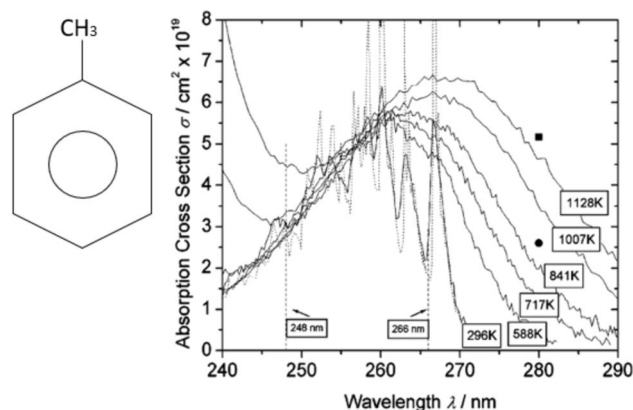 CH₃
Absorption Cross Section σ / cm² x 10¹⁹
8
7
6
5
4
3
2
1
0
248 nm
266 nm
1128K
1007K
841K
717K
296K
588K
240
250
260
270
280
290
Wavelength λ / nm